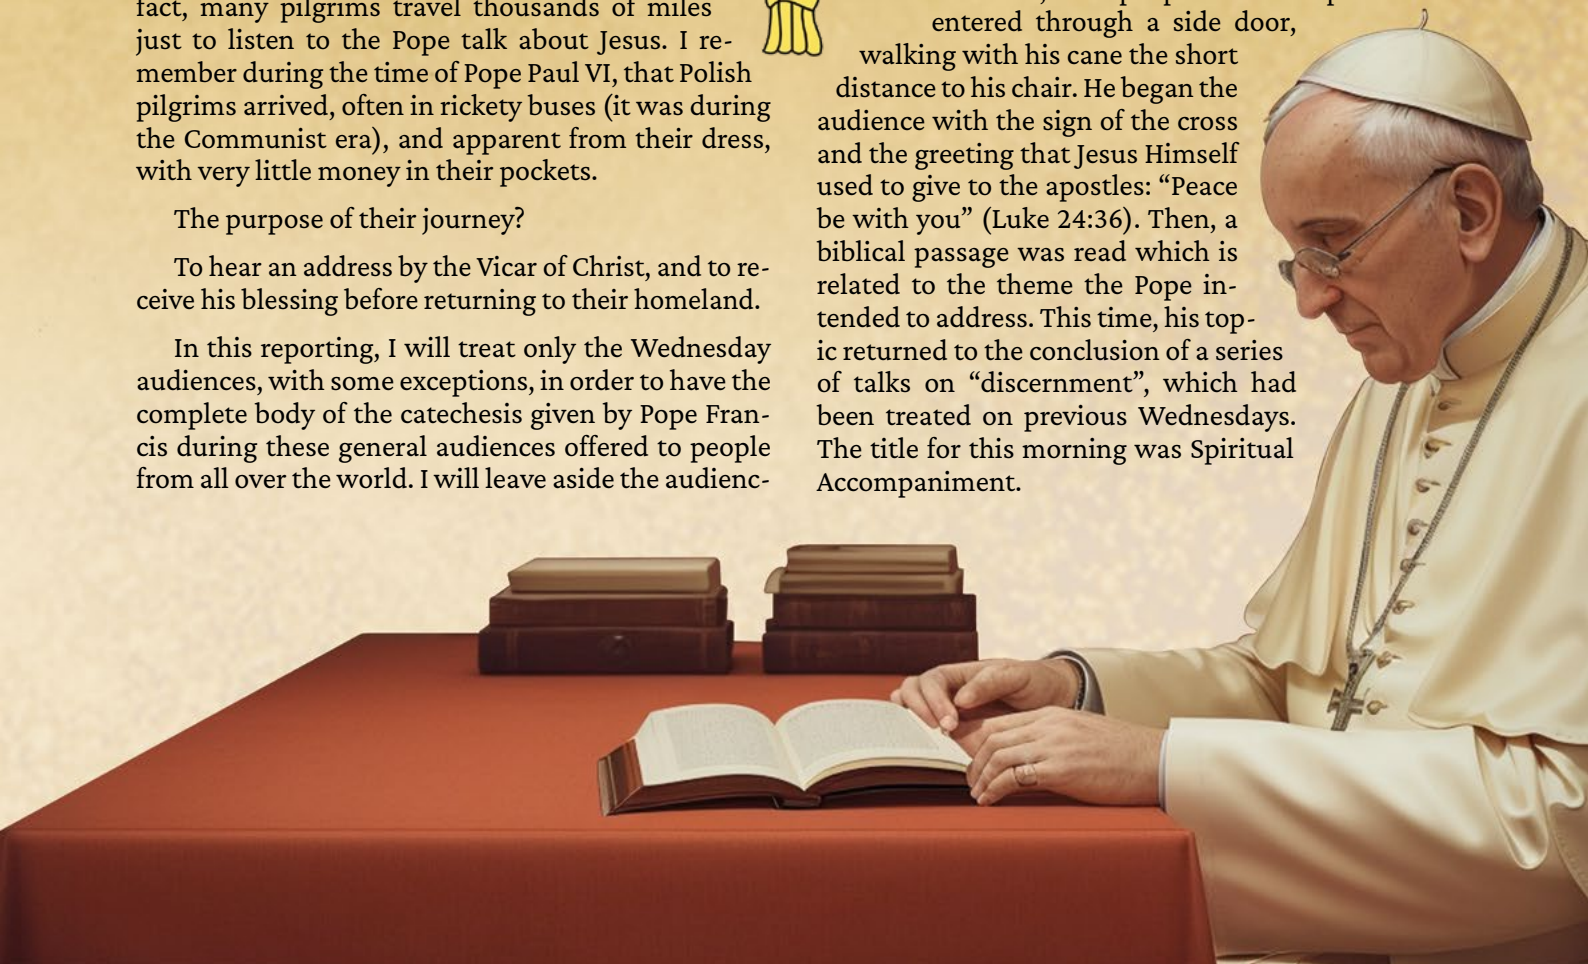 fact, many pilgrims travel thousands of miles
just to listen to the Pope talk about Jesus. I re-
member during the time of Pope Paul VI, that Polish
pilgrims arrived, often in rickety buses (it was during
the Communist era), and apparent from their dress,
with very little money in their pockets.
The purpose of their journey?
To hear an address by the Vicar of Christ, and to re-
ceive his blessing before returning to their homeland.
In this reporting, I will treat only the Wednesday
audiences, with some exceptions, in order to have the
complete body of the catechesis given by Pope Fran-
cis during these general audiences offered to people
from all over the world. I will leave aside the audienc-
entered through a side door,
walking with his cane the short
distance to his chair. He began the
audience with the sign of the cross
and the greeting that Jesus Himself
used to give to the apostles: “Peace
be with you” (Luke 24:36). Then, a
biblical passage was read which is
related to the theme the Pope in-
tended to address. This time, his top-
ic returned to the conclusion of a series
of talks on “discernment”, which had
been treated on previous Wednesdays.
The title for this morning was Spiritual
Accompaniment.